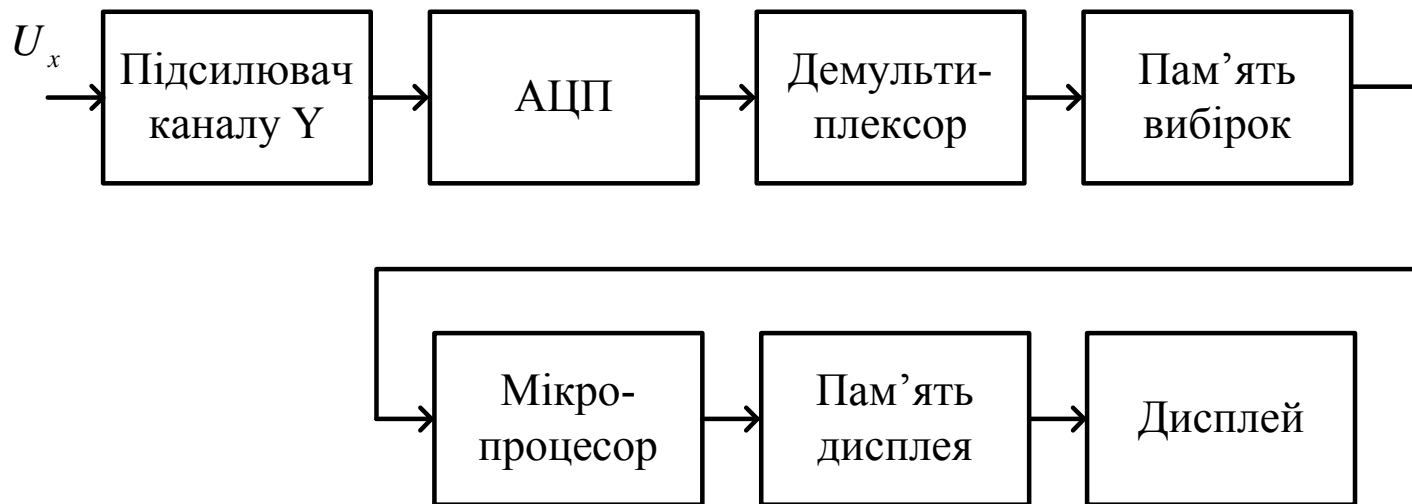 U x
Підсилювач
каналу Y
АЦП
Демульти-
плексор
Пам’ять
вибірок
Мікро-
процесор
Пам’ять
дисплея
Дисплей